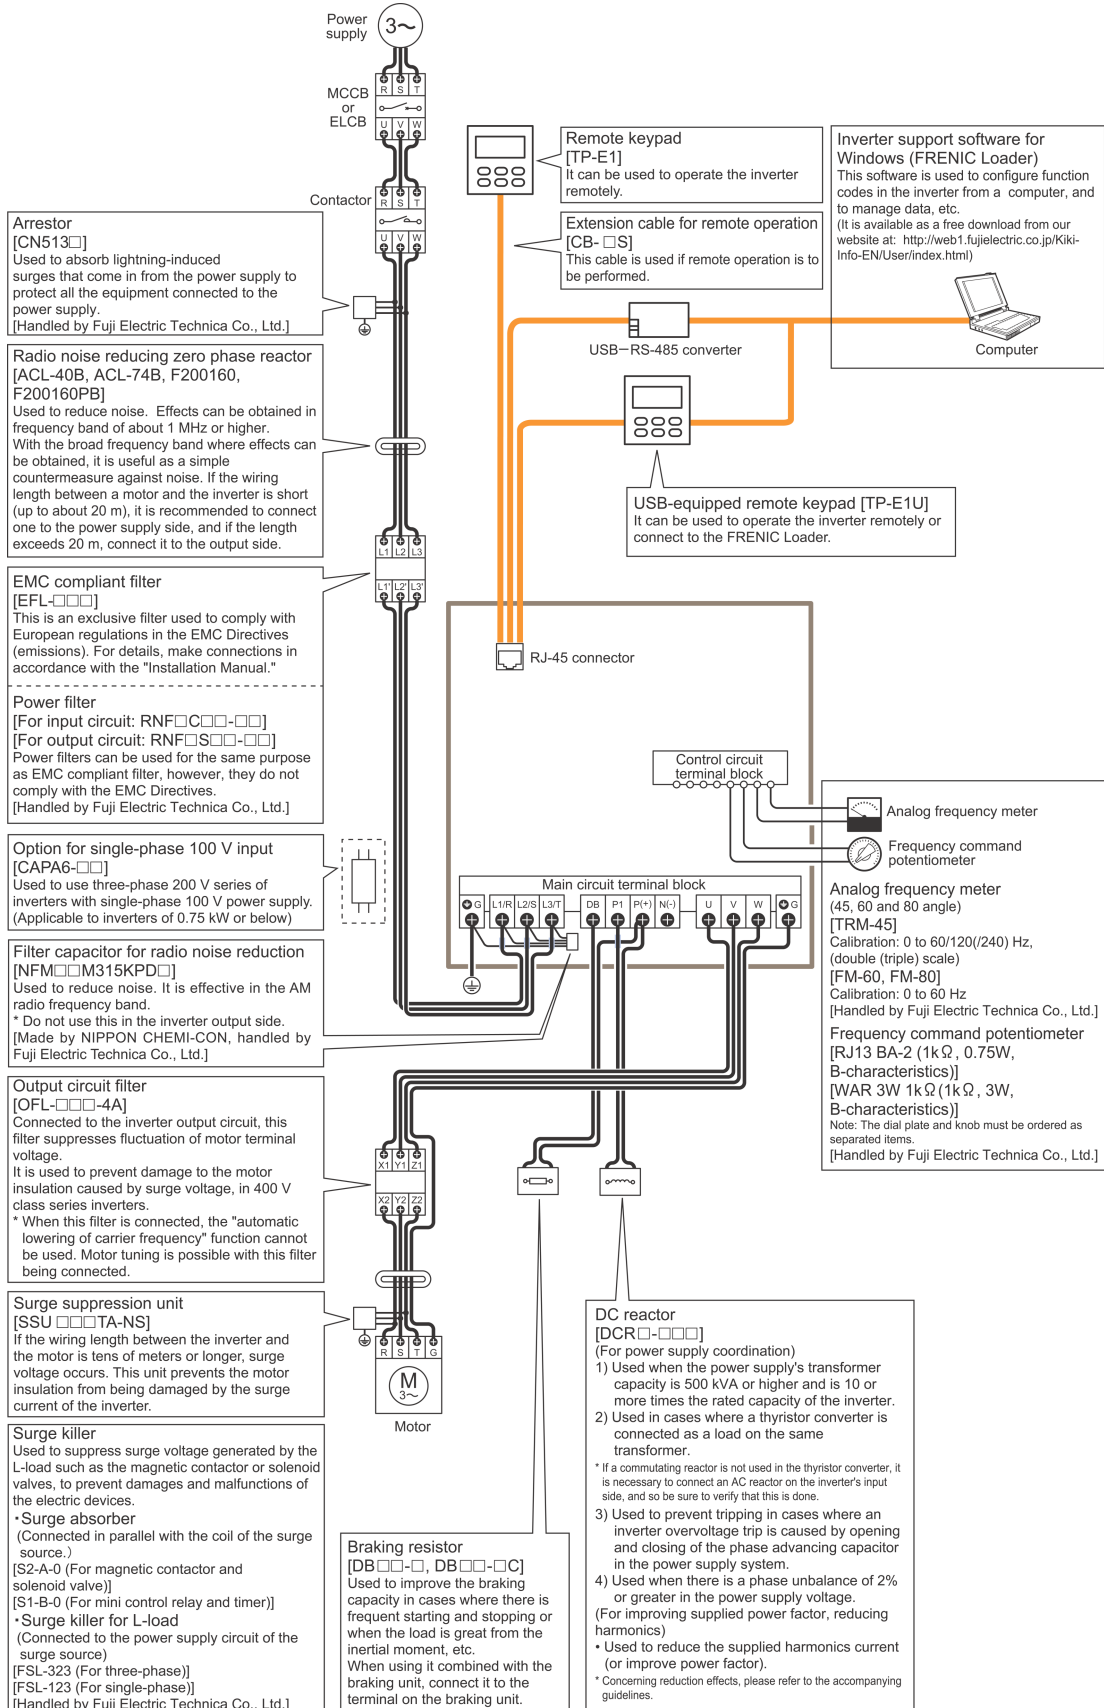 Power
supply
3~
R S T
MCCB
or
ELCB
U V W
Contactor
R S T
U V W
Arrestor
[CN513□]
Used to absorb lightning-induced
surges that come in from the power supply to
protect all the equipment connected to the
power supply.
[Handled by Fuji Electric Technica Co., Ltd.]
Radio noise reducing zero phase reactor
[ACL-40B, ACL-74B, F200160,
F200160PB]
Used to reduce noise. Effects can be obtained in
frequency band of about 1 MHz or higher.
With the broad frequency band where effects can
be obtained, it is useful as a simple
countermeasure against noise. If the wiring
length between a motor and the inverter is short
(up to about 20 m), it is recommended to connect
one to the power supply side, and if the length
exceeds 20 m, connect it to the output side.
L1 L2 L3
L1' L2' L3'
EMC compliant filter
[EFL-□□□]
This is an exclusive filter used to comply with
European regulations in the EMC Directives
(emissions). For details, make connections in
accordance with the "Installation Manual."
Power filter
[For input circuit: RNF□C□□-□□]
[For output circuit: RNF□S□□-□□]
Power filters can be used for the same purpose
as EMC compliant filter, however, they do not
comply with the EMC Directives.
[Handled by Fuji Electric Technica Co., Ltd.]
Option for single-phase 100 V input
[CAPA6-□□]
Used to use three-phase 200 V series of
inverters with single-phase 100 V power supply.
(Applicable to inverters of 0.75 kW or below)
Filter capacitor for radio noise reduction
[NFM□□M315KPD□]
Used to reduce noise. It is effective in the AM
radio frequency band.
* Do not use this in the inverter output side.
[Made by NIPPON CHEMI-CON, handled by
Fuji Electric Technica Co., Ltd.]
Output circuit filter
[OFL-□□□-4A]
Connected to the inverter output circuit, this
filter suppresses fluctuation of motor terminal
voltage.
It is used to prevent damage to the motor
insulation caused by surge voltage, in 400 V
class series inverters.
* When this filter is connected, the "automatic
lowering of carrier frequency" function cannot
be used. Motor tuning is possible with this filter
being connected.
X1 Y1 Z1
X2 Y2 Z2
Surge suppression unit
[SSU □□□TA-NS]
If the wiring length between the inverter and
the motor is tens of meters or longer, surge
voltage occurs. This unit prevents the motor
insulation from being damaged by the surge
current of the inverter.
R S T G
M
3~
Motor
Surge killer
Used to suppress surge voltage generated by the
L-load such as the magnetic contactor or solenoid
valves, to prevent damages and malfunctions of
the electric devices.
・Surge absorber
(Connected in parallel with the coil of the surge
source.)
[S2-A-0 (For magnetic contactor and
solenoid valve)]
[S1-B-0 (For mini control relay and timer)]
・Surge killer for L-load
(Connected to the power supply circuit of the
surge source)
[FSL-323 (For three-phase)]
[FSL-123 (For single-phase)]
[Handled by Fuji Electric Technica Co., Ltd.]
Remote keypad
[TP-E1]
It can be used to operate the inverter
remotely.
Extension cable for remote operation
[CB- □S]
This cable is used if remote operation is to
be performed.
Inverter support software for
Windows (FRENIC Loader)
This software is used to configure function
codes in the inverter from a computer, and
to manage data, etc.
(It is available as a free download from our
website at: http://web1.fujielectric.co.jp/Kiki-
Info-EN/User/index.html)
Computer
USB−RS-485 converter
USB-equipped remote keypad [TP-E1U]
It can be used to operate the inverter remotely or
connect to the FRENIC Loader.
RJ-45 connector
Control circuit
terminal block
Main circuit terminal block
G L1/R L2/S L3/T DB P1 P(+) N(-) U V W G
Analog frequency meter
Frequency command
potentiometer
Analog frequency meter
(45, 60 and 80 angle)
[TRM-45]
Calibration: 0 to 60/120(/240) Hz,
(double (triple) scale)
[FM-60, FM-80]
Calibration: 0 to 60 Hz
[Handled by Fuji Electric Technica Co., Ltd.]
Frequency command potentiometer
[RJ13 BA-2 (1kΩ, 0.75W,
B-characteristics)]
[WAR 3W 1kΩ(1kΩ, 3W,
B-characteristics)]
Note: The dial plate and knob must be ordered as
separated items.
[Handled by Fuji Electric Technica Co., Ltd.]
Braking resistor
[DB□□-□, DB□□-□C]
Used to improve the braking
capacity in cases where there is
frequent starting and stopping or
when the load is great from the
inertial moment, etc.
When using it combined with the
braking unit, connect it to the
terminal on the braking unit.
DC reactor
[DCR□-□□□]
(For power supply coordination)
1) Used when the power supply's transformer
capacity is 500 kVA or higher and is 10 or
more times the rated capacity of the inverter.
2) Used in cases where a thyristor converter is
connected as a load on the same
transformer.
* If a commutating reactor is not used in the thyristor converter, it
is necessary to connect an AC reactor on the inverter's input
side, and so be sure to verify that this is done.
3) Used to prevent tripping in cases where an
inverter overvoltage trip is caused by opening
and closing of the phase advancing capacitor
in the power supply system.
4) Used when there is a phase unbalance of 2%
or greater in the power supply voltage.
(For improving supplied power factor, reducing
harmonics)
• Used to reduce the supplied harmonics current
(or improve power factor).
* Concerning reduction effects, please refer to the accompanying
guidelines.